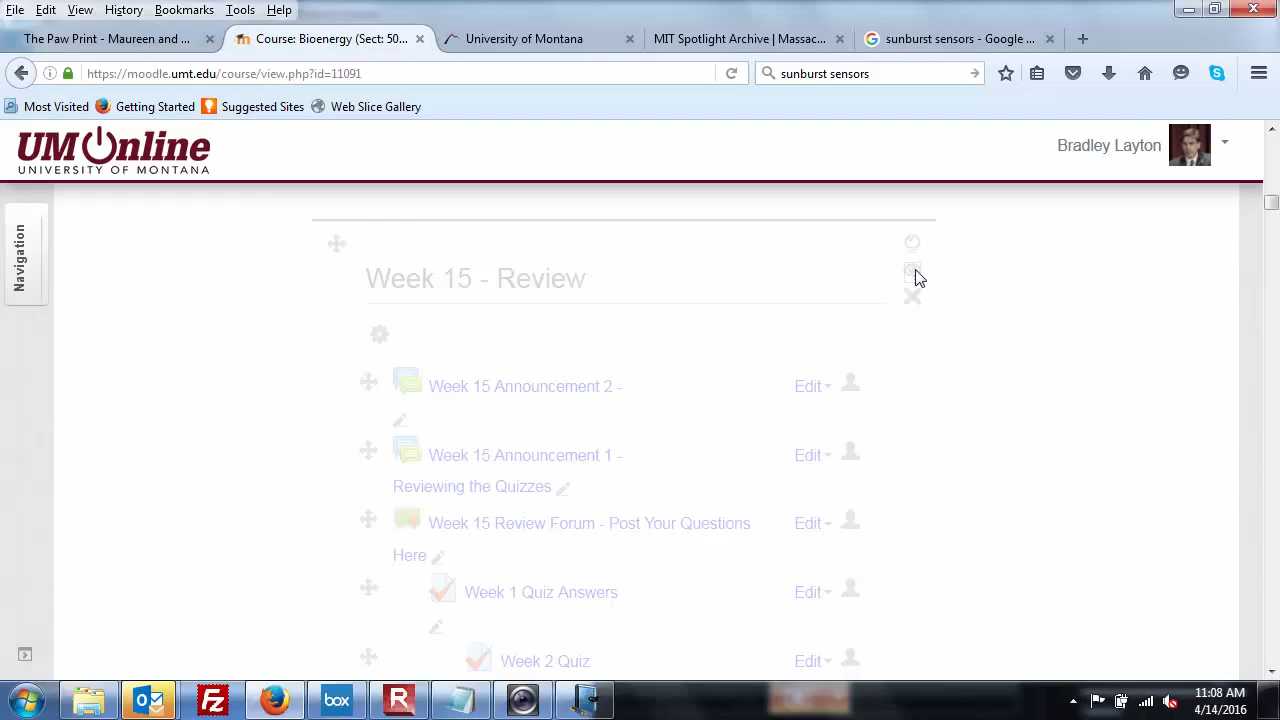 File Edit View History Bookmarks Tools Help
The Paw Print - Maureen and ... Course: Bioenergy (Sect: 50... University of Montana MIT Spotlight Archive | Massac... sunburst sensors - Google ...
https://moodle.umt.edu/course/view.php?id=11091 sunburst sensors
Most Visited Getting Started Suggested Sites Web Slice Gallery
UMOnline
UNIVERSITY OF MONTANA
Bradley Layton
Navigation
Week 15 - Review
Week 15 Announcement 2 - Edit
Week 15 Announcement 1 - Edit
Reviewing the Quizzes
Week 15 Review Forum - Post Your Questions Edit
Here
Week 1 Quiz Answers Edit
Week 2 Quiz Edit
box
11:08 AM
4/14/2016